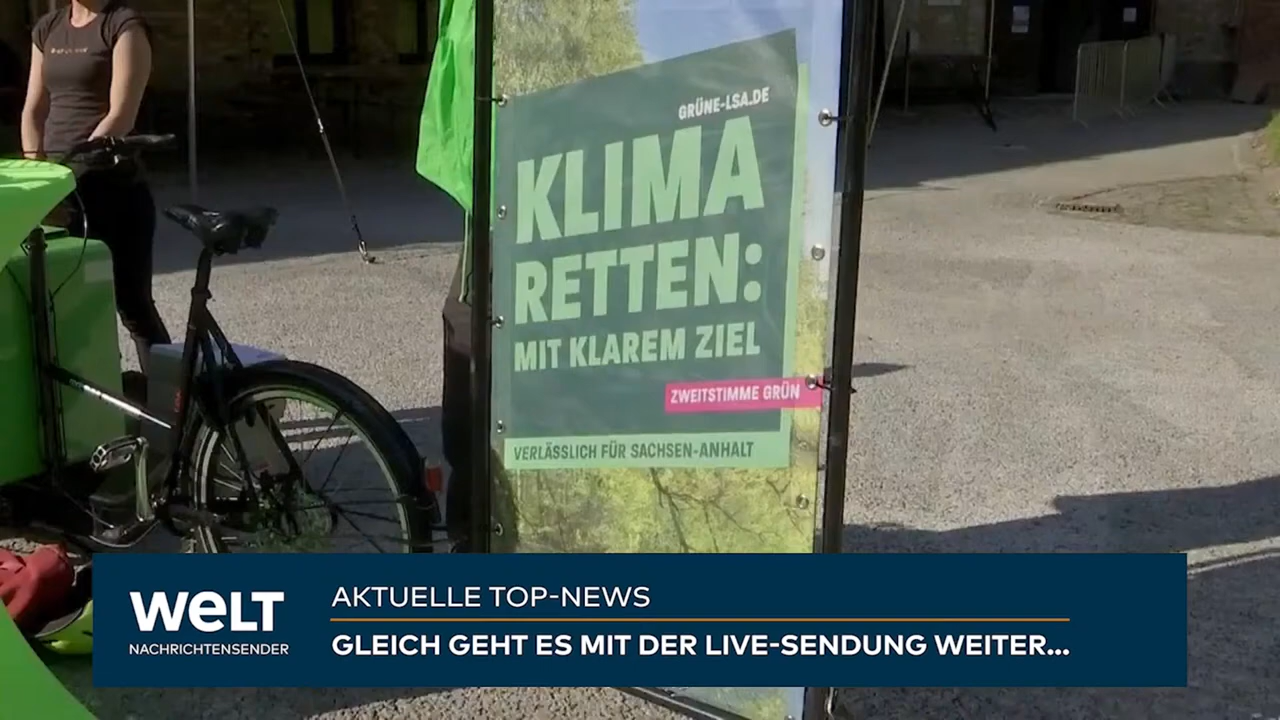 GRÜNE-LSA.DE
KLIMA
RETTEN:
MIT KLAREM ZIEL
ZWEITSTIMME GRÜN
VERLÄSSLICH FÜR SACHSEN-ANHALT
WELT
NACHRICHTENSENDER
AKTUELLE TOP-NEWS
GLEICH GEHT ES MIT DER LIVE-SENDUNG WEITER...